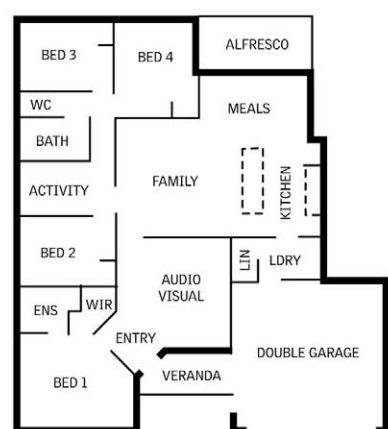 ALFRESCO
BED 3
BED 4
WC
MEALS
BATH
FAMILY
KITCHEN
ACTIVITY
BED 2
LIN
LDRY
AUDIO
VISUAL
ENS
WIR
ENTRY
DOUBLE GARAGE
BED 1
VERANDA